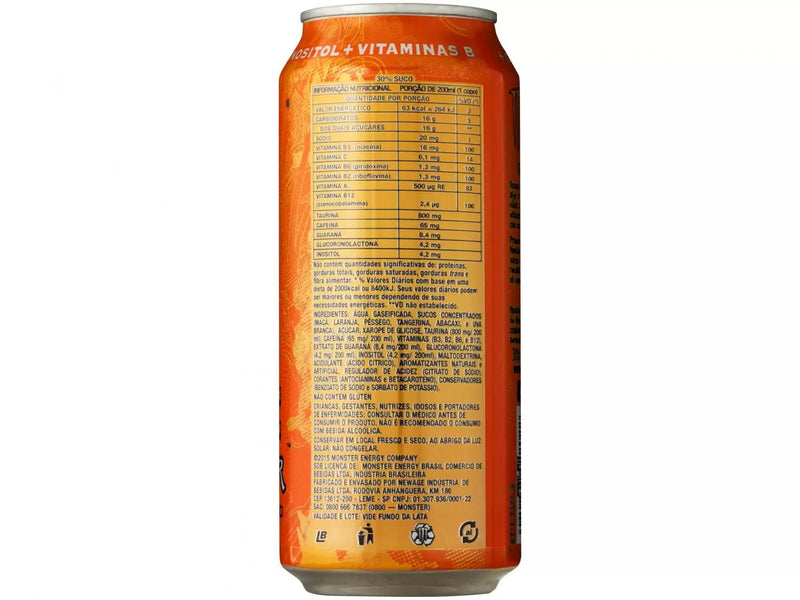 INOSITOL + VITAMINAS B
30% SUCO
INFORMAÇÃO NUTRICIONAL PORÇÃO DE 200ml (1 copo)
QUANTIDADE POR PORÇÃO %VD (*)
VALOR ENERGÉTICO 63 kcal = 264 kJ 3
CARBOIDRATOS 16 g 5
DOS QUAIS AÇÚCARES 16 g **
SÓDIO 20 mg 1
VITAMINA B3 (niacina) 16 mg 100
VITAMINA C 6,1 mg 14
VITAMINA B6 (piridoxina) 1,3 mg 100
VITAMINA B2 (riboflavina) 1,3 mg 100
VITAMINA A 500 µg RE 83
VITAMINA B12
(cianocobalamina) 2,4 µg 100
TAURINA 800 mg
CAFEÍNA 65 mg
GUARANÁ 8,4 mg
GLUCORONOLACTONA 4,2 mg
INOSITOL 4,2 mg
Não contém quantidades significativas de: proteínas,
gorduras totais, gorduras saturadas, gorduras trans e
fibra alimentar. * % Valores Diários com base em uma
dieta de 2000kcal ou 8400kJ. Seus valores diários podem
ser maiores ou menores dependendo de suas
necessidades energéticas. **VD não estabelecido.
INGREDIENTES: ÁGUA GASEIFICADA, SUCOS CONCENTRADOS
(MAÇÃ, LARANJA, PÊSSEGO, TANGERINA, ABACAXI, e UVA
BRANCA), AÇÚCAR, XAROPE DE GLICOSE, TAURINA (800 mg/ 200
ml), CAFEÍNA (65 mg/ 200 ml), VITAMINAS (B3, B2, B6, e B12),
EXTRATO DE GUARANÁ (8,4 mg/200 ml), GLUCORONOLACTONA
(4,2 mg/ 200ml), INOSITOL (4,2 mg/ 200ml), MALTODEXTRINA,
ACIDULANTE (ÁCIDO CÍTRICO), AROMATIZANTES NATURAIS e
ARTIFICIAL, REGULADOR DE ACIDEZ (CITRATO DE SÓDIO),
CORANTES (ANTOCIANINAS e BETACAROTENO), CONSERVADORES
(BENZOATO DE SÓDIO e SORBATO DE POTÁSSIO).
NÃO CONTÉM GLÚTEN
CRIANÇAS, GESTANTES, NUTRIZES, IDOSOS E PORTADORES
DE ENFERMIDADES: CONSULTAR O MÉDICO ANTES DE
CONSUMIR O PRODUTO. NÃO É RECOMENDADO O CONSUMO
COM BEBIDA ALCOÓLICA.
CONSERVAR EM LOCAL FRESCO E SECO, AO ABRIGO DA LUZ
SOLAR. NÃO CONGELAR.
©2015 MONSTER ENERGY COMPANY
SOB LICENÇA DE: MONSTER ENERGY BRASIL COMERCIO DE
BEBIDAS LTDA. INDÚSTRIA BRASILEIRA
FABRICADO E ENVASADO POR NEWAGE INDÚSTRIA DE
BEBIDAS LTDA. RODOVIA ANHANGUERA, KM 186
CEP 13612-200 - LEME - SP CNPJ: 01.307.936/0001-22
SAC: 0800 666 7837 (0800 — MONSTER)
VALIDADE E LOTE: VIDE FUNDO DA LATA
LB
al